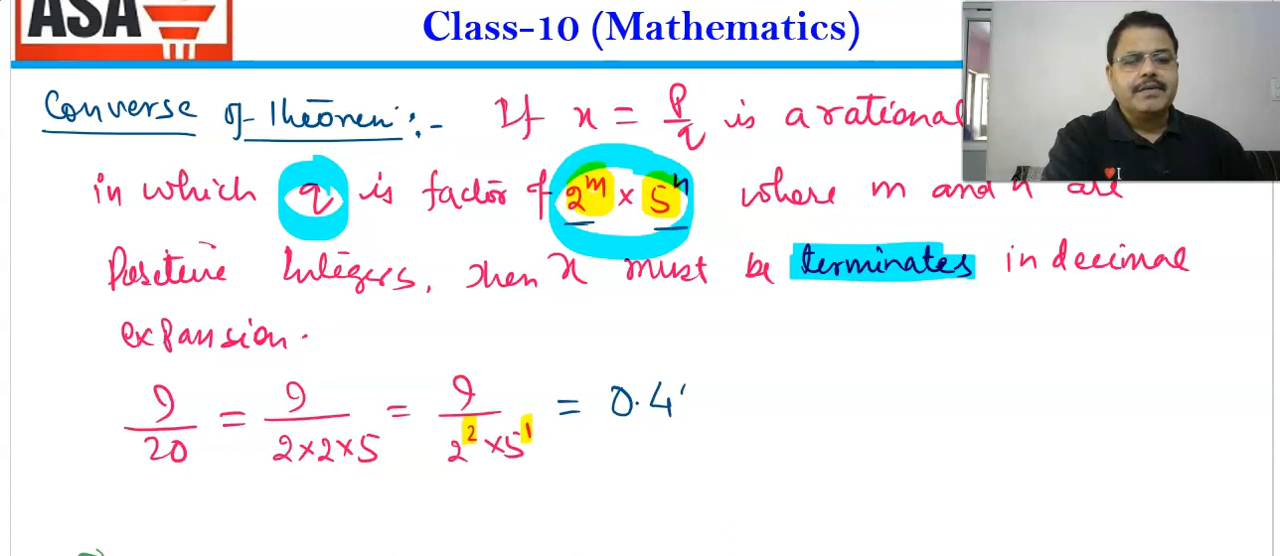 ASA
Class-10 (Mathematics)
Converse of Theorem:- If x = p/q is a rational
in which q is factor of 2^m × 5^n where m and n are
Positive Integers, then x must be terminates in decimal
expansion.
9/20 = 9/2×2×5 = 9/2^2×5^1 = 0.4
I